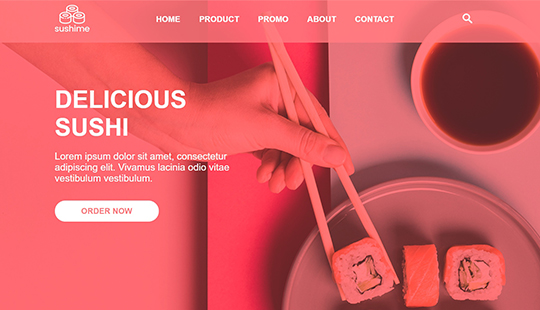 sushime
HOME PRODUCT PROMO ABOUT CONTACT
DELICIOUS
SUSHI
Lorem ipsum dolor sit amet, consectetur
adipiscing elit. Vivamus lacinia odio vitae
vestibulum vestibulum.
ORDER NOW